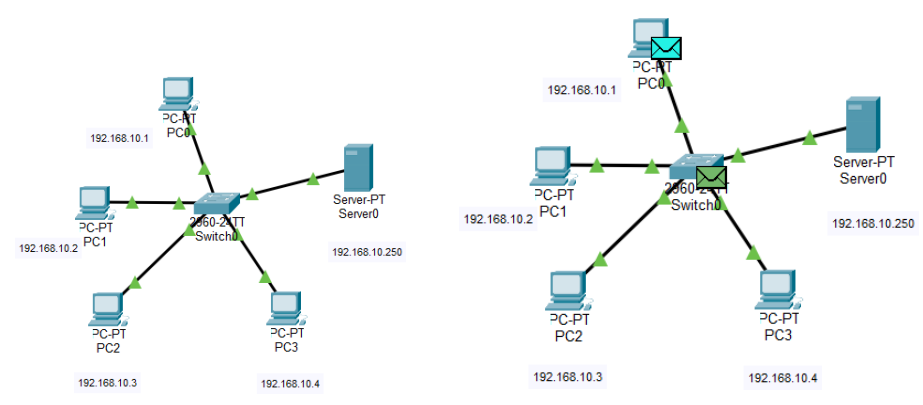 PC-PT
PC0
192.168.10.1
PC-PT
PC1
192.168.10.2
2960-24TT
Switch0
Server-PT
Server0
192.168.10.250
PC-PT
PC2
192.168.10.3
PC-PT
PC3
192.168.10.4
PC-PT
PC0
192.168.10.1
PC-PT
PC1
192.168.10.2
2960-24TT
Switch0
Server-PT
Server0
192.168.10.250
PC-PT
PC2
192.168.10.3
PC-PT
PC3
192.168.10.4